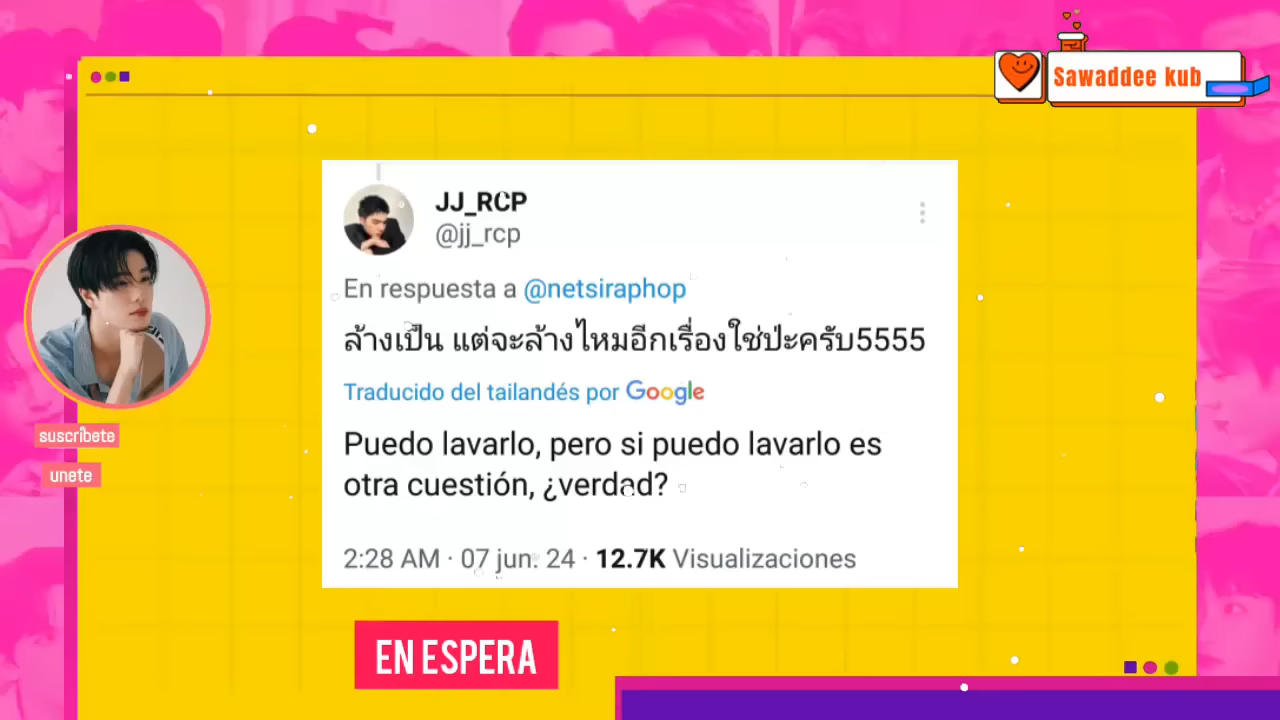 Sawaddee kub
JJ_RCP
@jj_rcp
En respuesta a @netsiraphop
ล้างเป็น แต่จะล้างไหมอีกเรื่องใช่ป่ะครับ5555
Traducido del tailandés por Google
Puedo lavarlo, pero si puedo lavarlo es
otra cuestión, ¿verdad?
2:28 AM · 07 jun. 24 · 12.7K Visualizaciones
suscríbete
unete
EN ESPERA